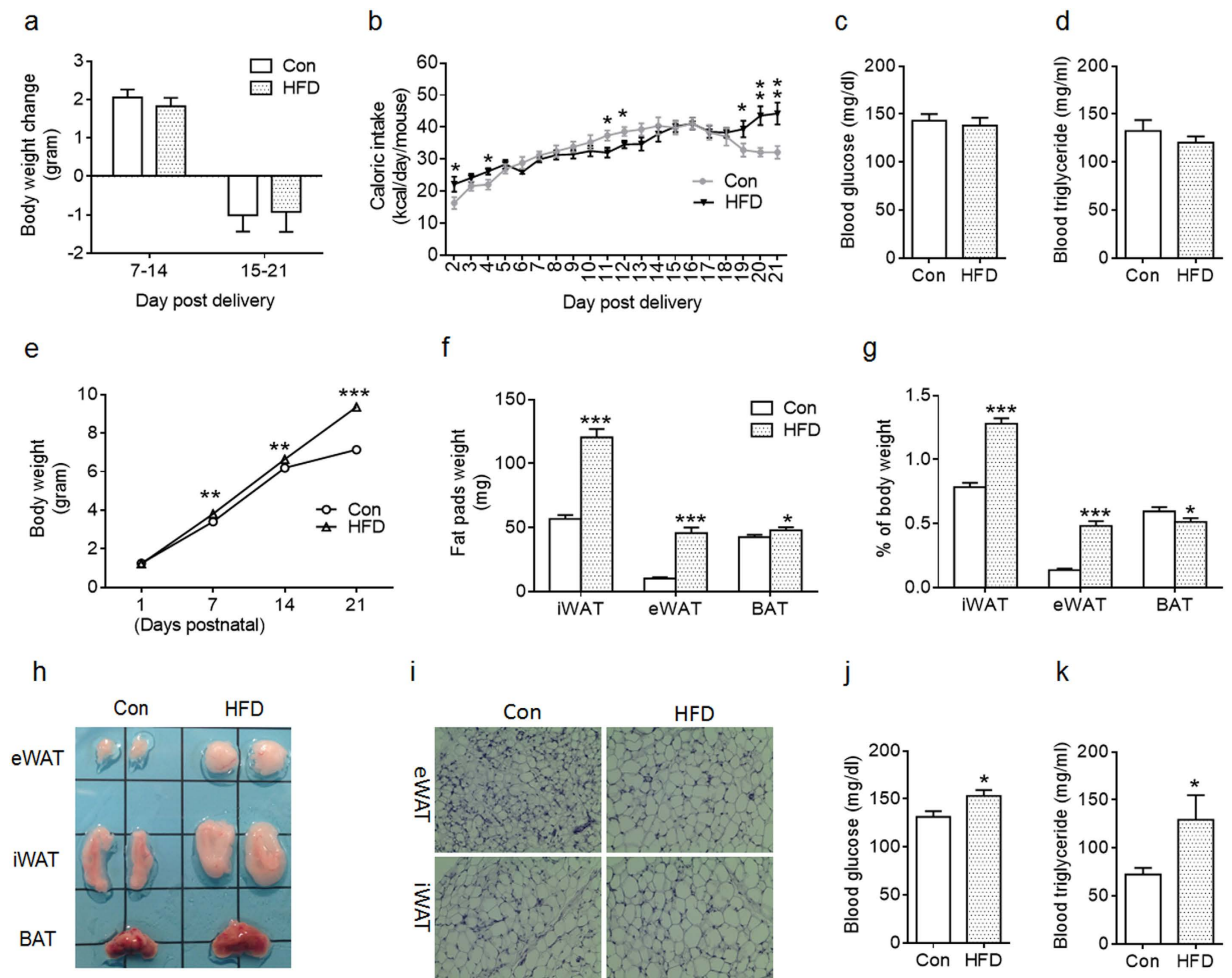 a
Body weight change
(gram)
3
2
1
0
-1
-2
Con
HFD
7-14
15-21
Day post delivery
b
Caloric intake
(kcal/day/mouse)
60
50
40
30
20
10
0
*
*
*
*
*
*
*
*
*
Con
HFD
2
3
4
5
6
7
8
9
10
11
12
13
14
15
16
17
18
19
20
21
Day post delivery
c
Blood glucose (mg/dl)
200
150
100
50
0
Con HFD
d
Blood triglyceride (mg/ml)
200
150
100
50
0
Con HFD
e
Body weight
(gram)
10
8
6
4
2
0
**
**
***
Con
HFD
1 7 14 21
(Days postnatal)
f
Fat pads weight
(mg)
150
100
50
0
***
***
*
Con
HFD
iWAT eWAT BAT
g
% of body weight
1.5
1.0
0.5
0.0
***
***
*
iWAT eWAT BAT
h
Con HFD
eWAT
iWAT
BAT
i
Con HFD
eWAT
iWAT
j
Blood glucose (mg/dl)
200
150
100
50
0
*
Con HFD
k
Blood triglyceride (mg/ml)
200
150
100
50
0
*
Con HFD